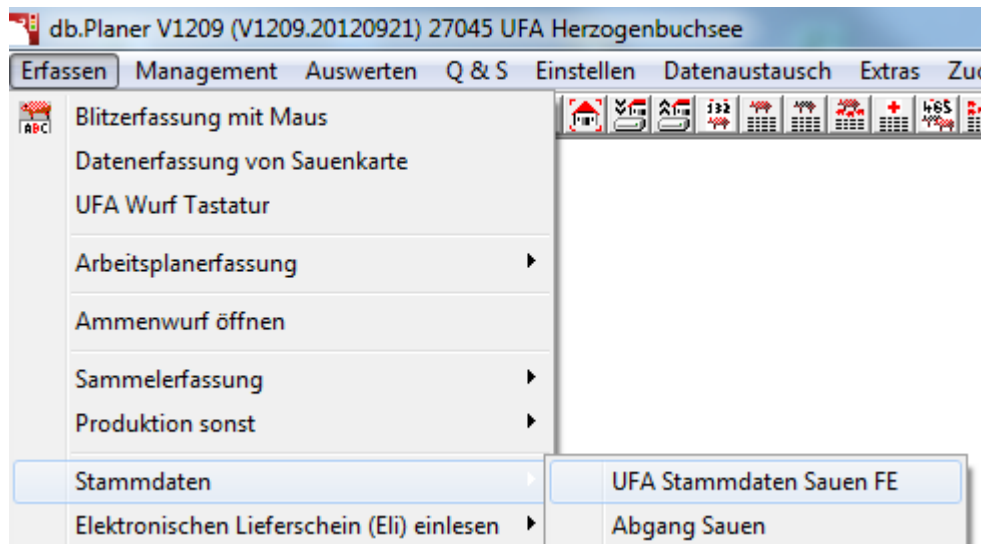 db.Planer V1209 (V1209.20120921) 27045 UFA Herzogenbuchsee
Erfassen Management Auswerten Q & S Einstellen Datenaustausch Extras
ABC Blitzerfassung mit Maus
Datenerfassung von Sauenkarte
UFA Wurf Tastatur
Arbeitsplanerfassung
Ammenwurf öffnen
Sammelerfassung
Produktion sonst
Stammdaten
UFA Stammdaten Sauen FE
Elektronischen Lieferschein (Eli) einlesen
Abgang Sauen